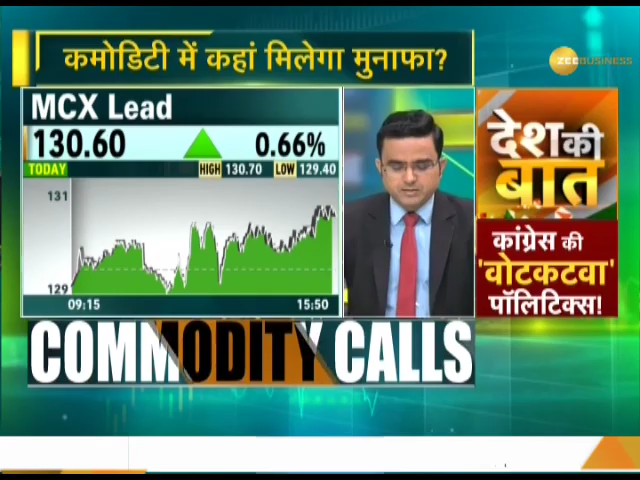 कमोडिटी में कहां मिलेगा मुनाफा?
ZEE BUSINESS
MCX Lead
130.60 0.66%
TODAY HIGH 130.70 LOW 129.40
131
129
09:15 15:50
देश की
बात
कांग्रेस की
'वोटकटवा'
पॉलिटिक्स!
COMMODITY CALLS